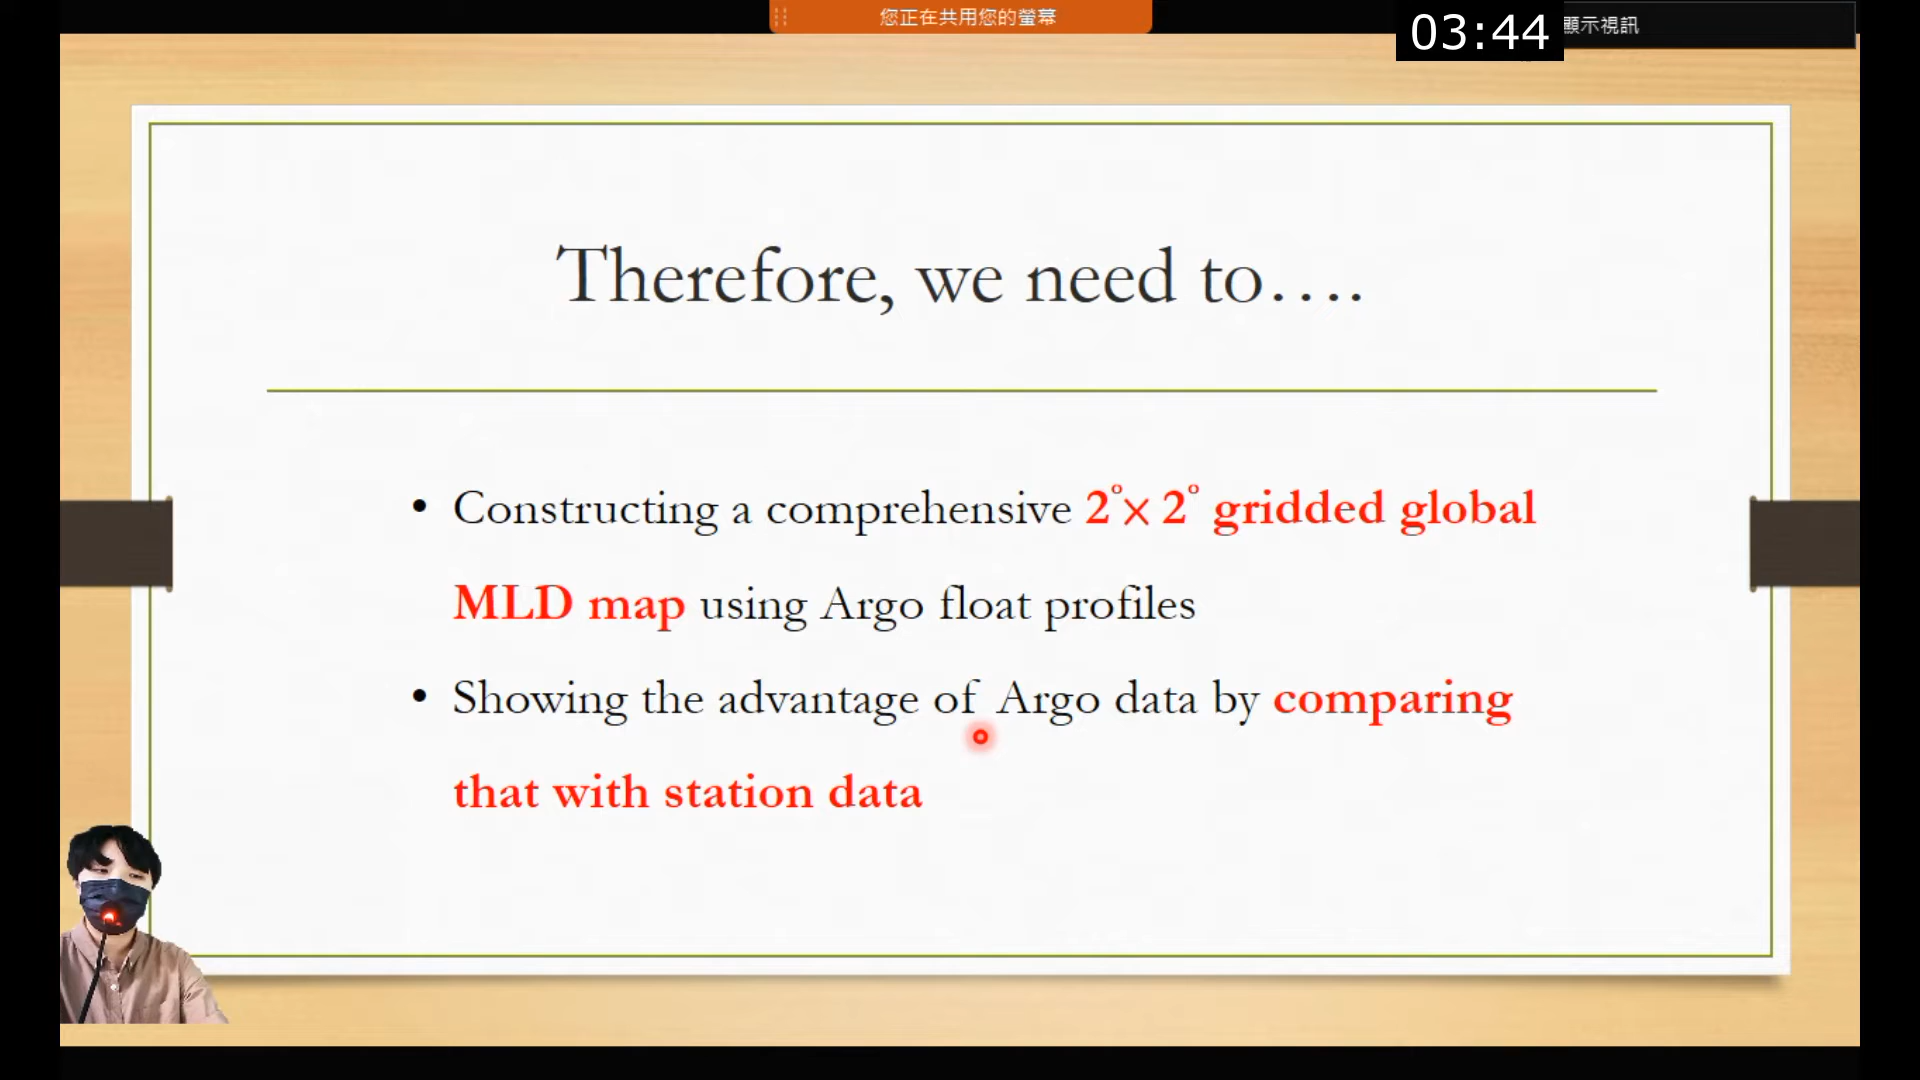 您正在共用您的螢幕
03:44
顯示視訊
Therefore, we need to….
• Constructing a comprehensive 2°× 2° gridded global
MLD map using Argo float profiles
• Showing the advantage of Argo data by comparing
that with station data